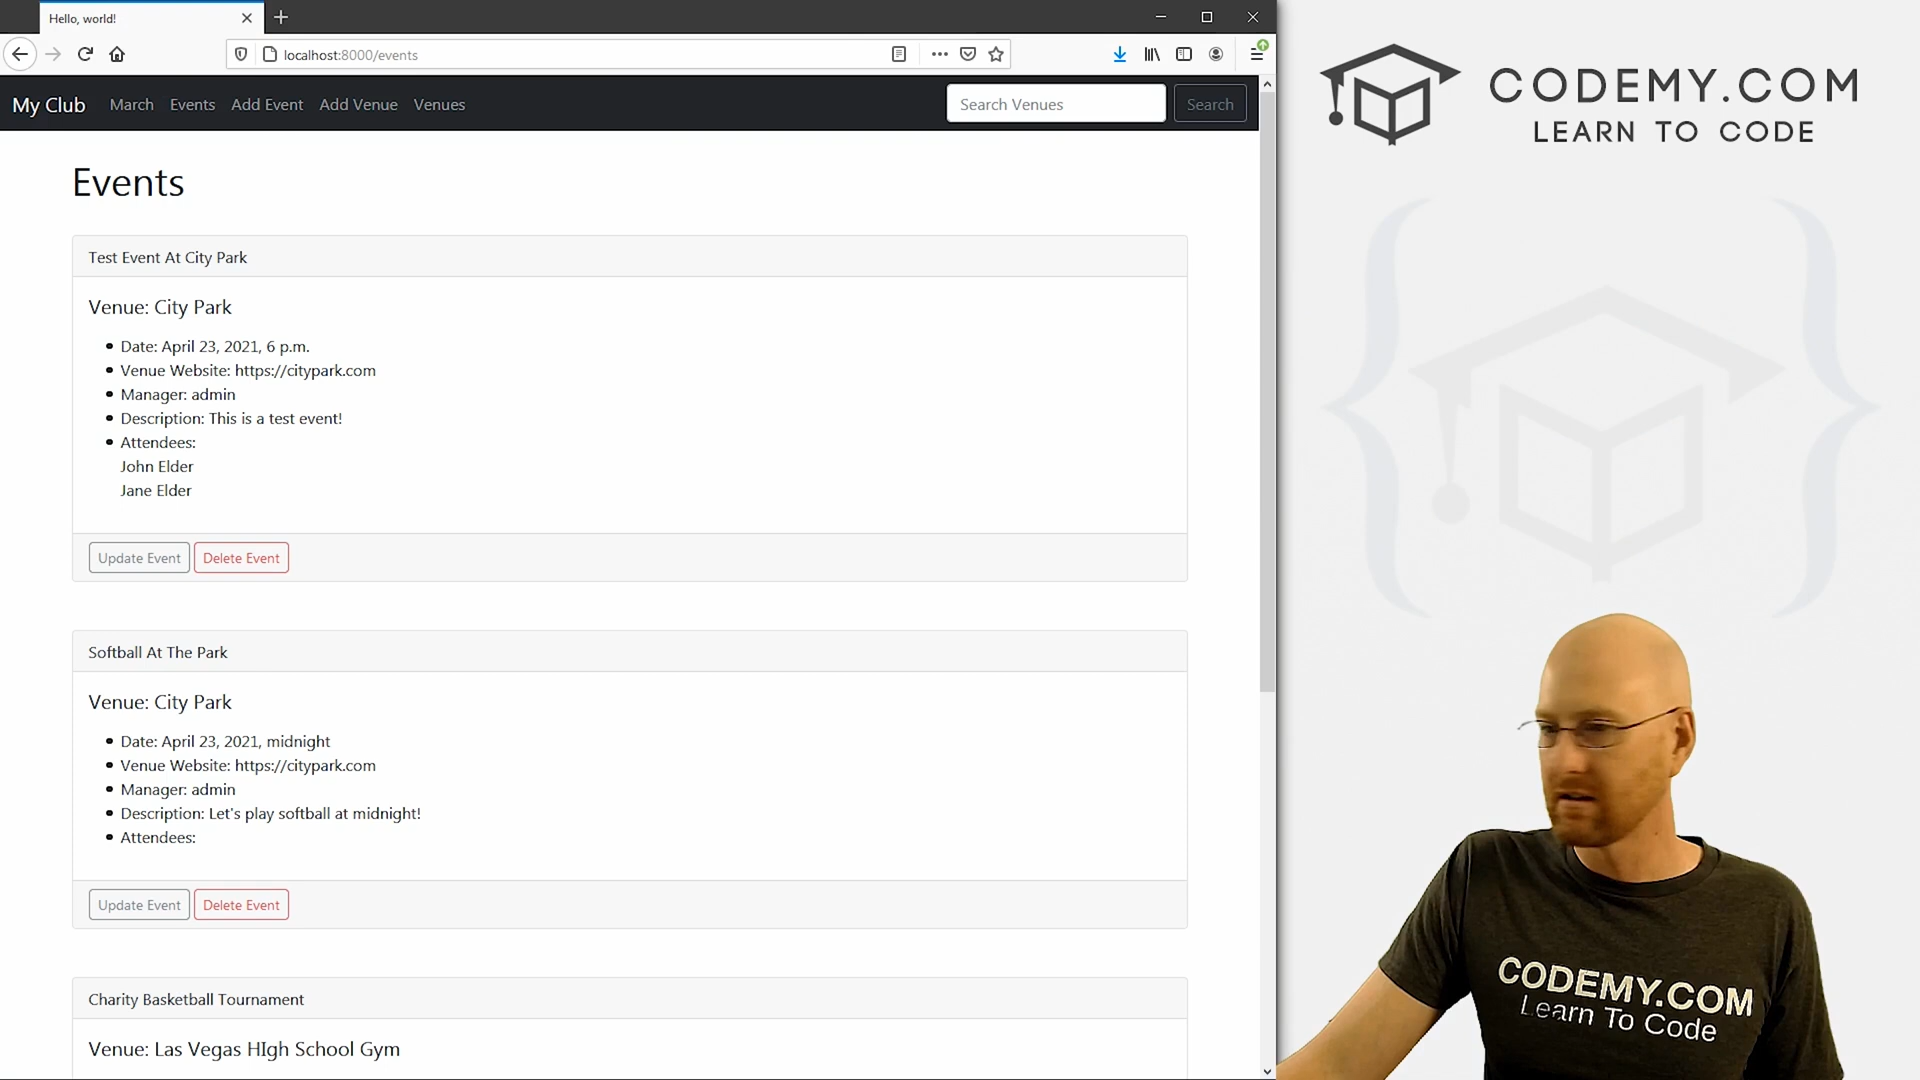 Hello, world!
localhost:8000/events
My Club March Events Add Event Add Venue Venues Search Venues Search
Events
Test Event At City Park
Venue: City Park
Date: April 23, 2021, 6 p.m.
Venue Website: https://citypark.com
Manager: admin
Description: This is a test event!
Attendees:
John Elder
Jane Elder
Update Event Delete Event
Softball At The Park
Venue: City Park
Date: April 23, 2021, midnight
Venue Website: https://citypark.com
Manager: admin
Description: Let's play softball at midnight!
Attendees:
Update Event Delete Event
Charity Basketball Tournament
Venue: Las Vegas HIgh School Gym
CODEMY.COM
LEARN TO CODE
CODEMY.COM
Learn To Code